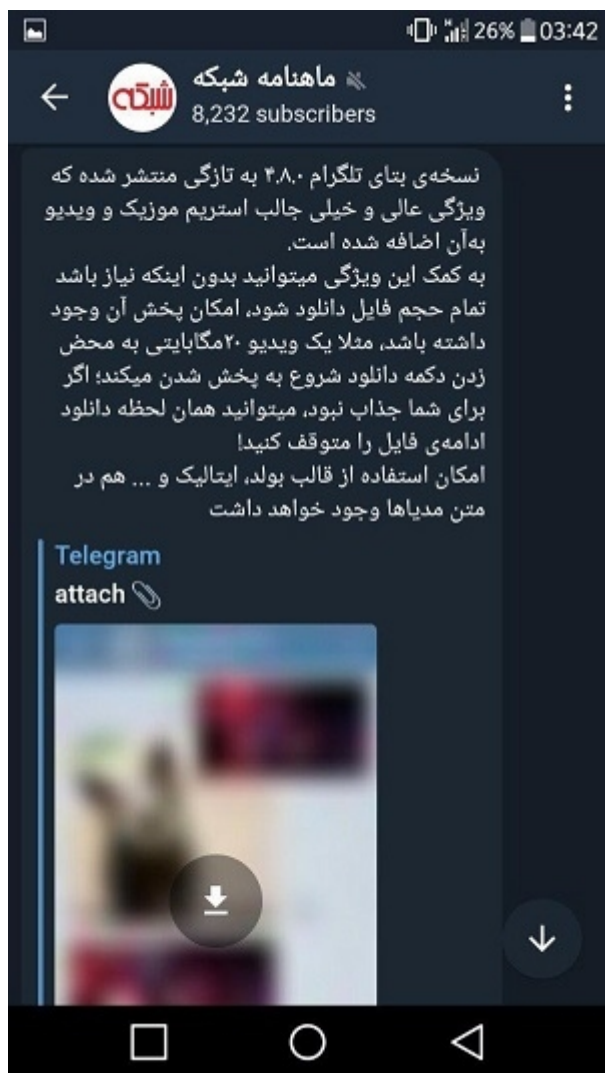 26% 03:42
ماهنامه شبکه
شبکه
8,232 subscribers
نسخه‌ی بتای تلگرام ۴.۸.۰ به تازگی منتشر شده که
ویژگی عالی و خیلی جالب استریم موزیک و ویدیو
به‌آن اضافه شده است.
به کمک این ویژگی میتوانید بدون اینکه نیاز باشد
تمام حجم فایل دانلود شود، امکان پخش آن وجود
داشته باشد، مثلا یک ویدیو ۲۰مگابایتی به محض
زدن دکمه دانلود شروع به پخش شدن میکند؛ اگر
برای شما جذاب نبود، میتوانید همان لحظه دانلود
ادامه‌ی فایل را متوقف کنید!
امکان استفاده از قالب بولد، ایتالیک و ... هم در
متن مدیاها وجود خواهد داشت
Telegram
attach 📎